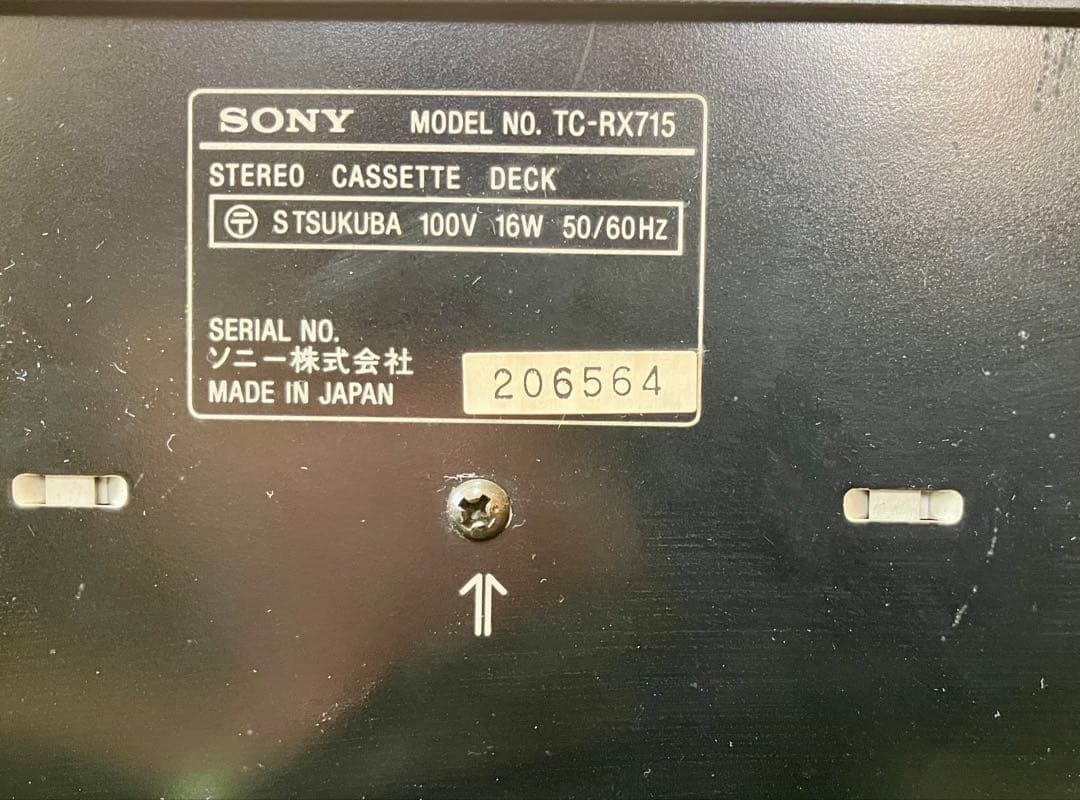 SONY MODEL NO. TC-RX715
STEREO CASSETTE DECK
〶 S TSUKUBA 100V 16W 50/60Hz
SERIAL NO.
ソニー株式会社
MADE IN JAPAN
206564